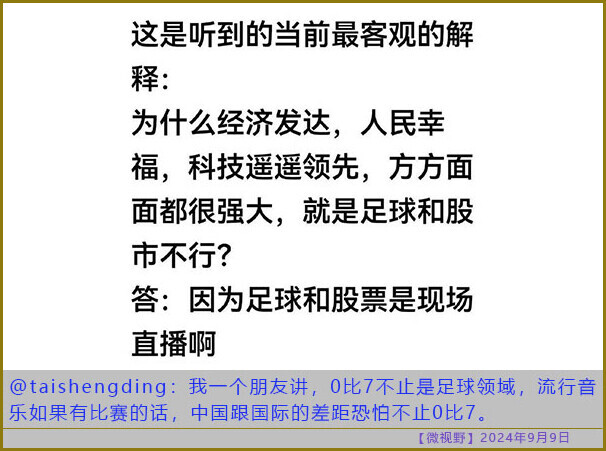 这是听到的当前最客观的解
释：
为什么经济发达，人民幸
福，科技遥遥领先，方方面
面都很强大，就是足球和股
市不行？
答：因为足球和股票是现场
直播啊
@taishengding：我一个朋友讲，0比7不止是足球领域，流行音
乐如果有比赛的话，中国跟国际的差距恐怕不止0比7。
【微视野】2024年9月9日